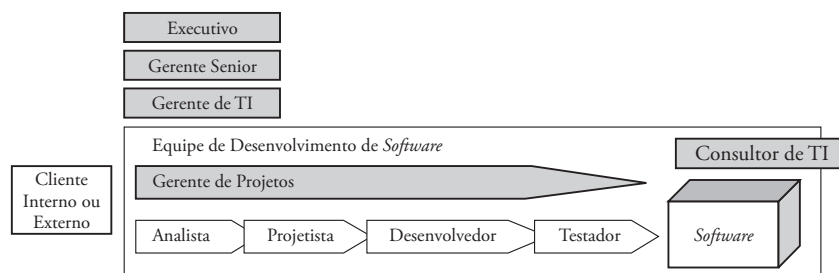 Executivo
Gerente Senior
Gerente de TI
Equipe de Desenvolvimento de Software
Consultor de TI
Cliente
Interno ou
Externo
Gerente de Projetos
Analista
Projetista
Desenvolvedor
Testador
Software